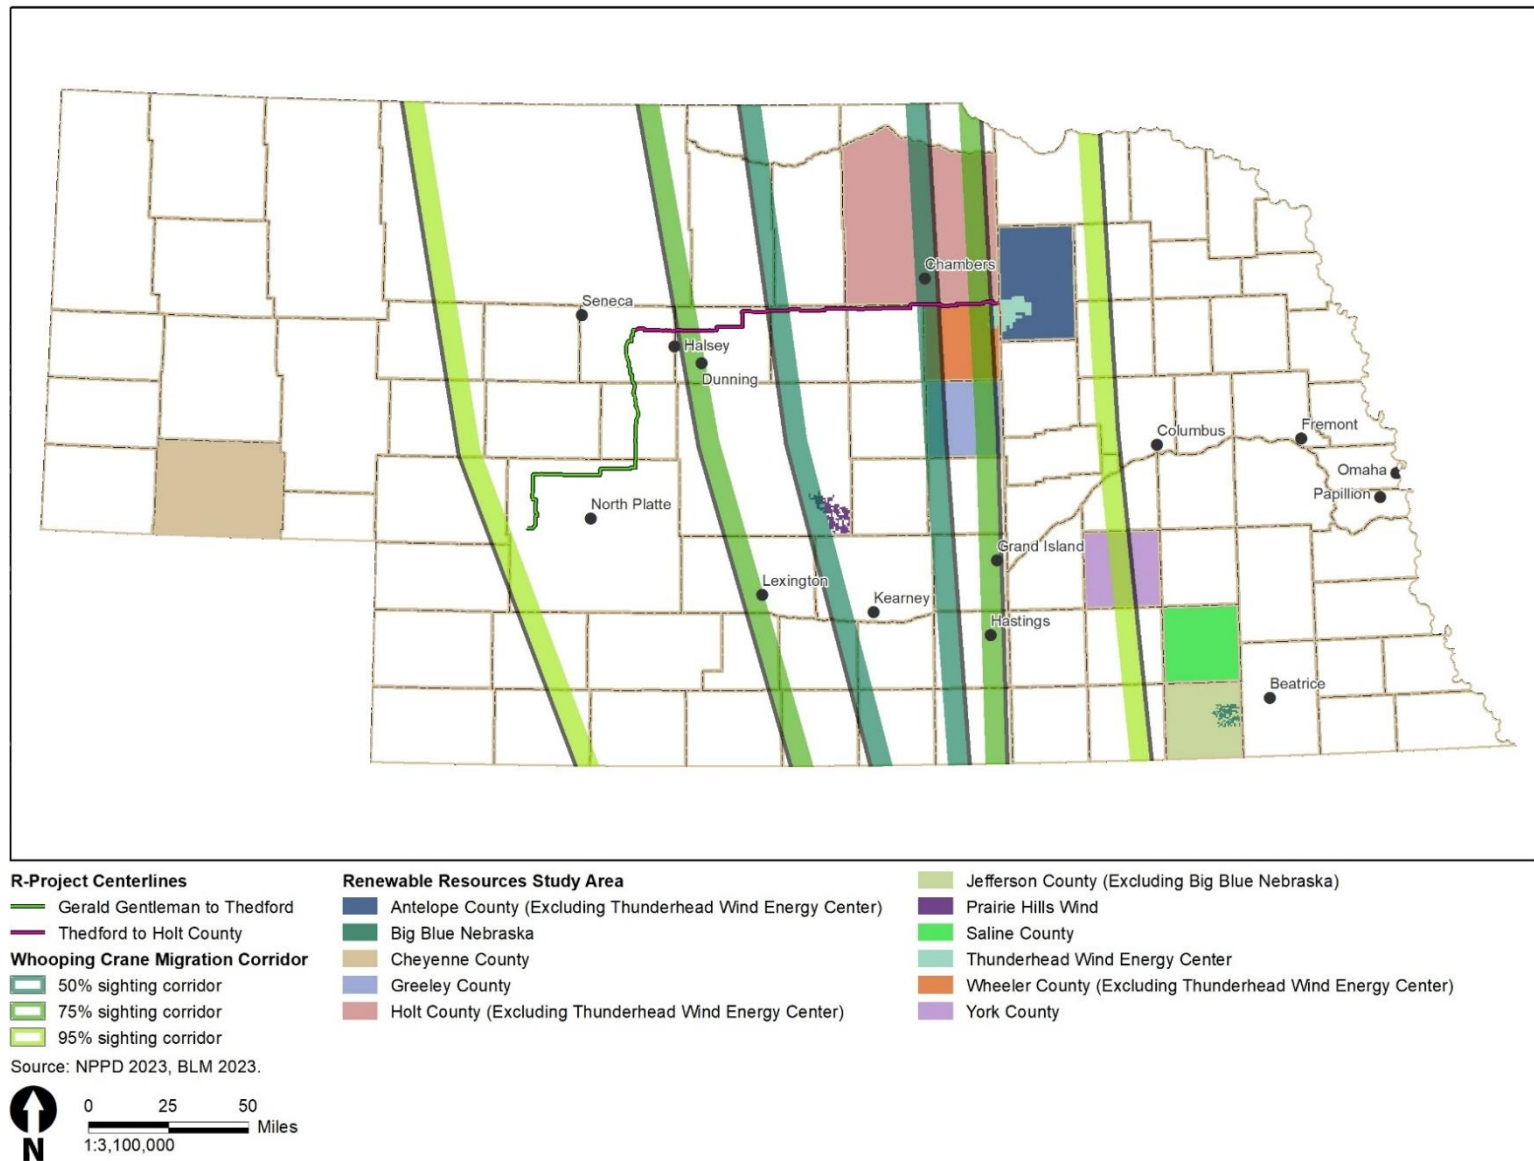 Chambers
Seneca
Halsey
Dunning
Columbus
Fremont
Omaha
Papillion
North Platte
Grand Island
Lexington
Kearney
Hastings
Beatrice
R-Project Centerlines
Gerald Gentleman to Thedford
Thedford to Holt County
Whooping Crane Migration Corridor
50% sighting corridor
75% sighting corridor
95% sighting corridor
Renewable Resources Study Area
Antelope County (Excluding Thunderhead Wind Energy Center)
Big Blue Nebraska
Cheyenne County
Greeley County
Holt County (Excluding Thunderhead Wind Energy Center)
Jefferson County (Excluding Big Blue Nebraska)
Prairie Hills Wind
Saline County
Thunderhead Wind Energy Center
Wheeler County (Excluding Thunderhead Wind Energy Center)
York County
Source: NPPD 2023, BLM 2023.
N
0 25 50
Miles
1:3,100,000